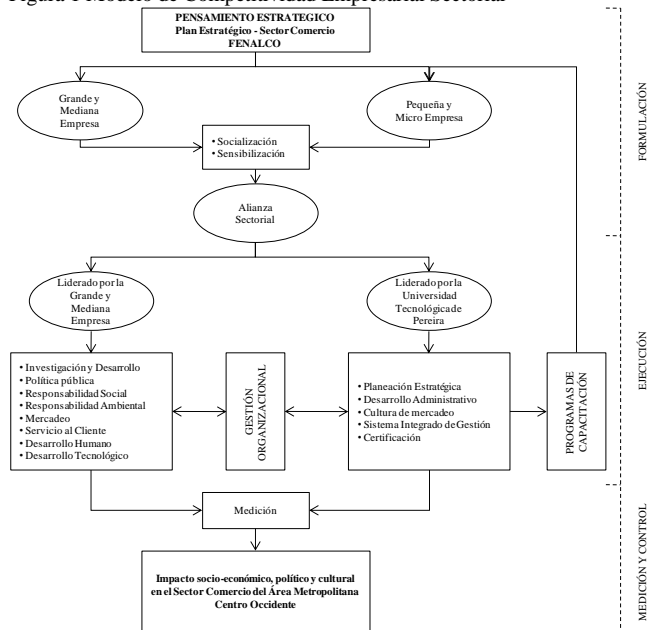 Figura 1 Modelo de Competitividad Empresarial Sectorial
PENSAMIENTO ESTRATEGICO
Plan Estratégico - Sector Comercio
FENALCO
Grande y
Mediana
Empresa
Pequeña y
Micro Empresa
• Socialización
• Sensibilización
Alianza
Sectorial
FORMULACIÓN
Liderado por la
Grande y
Mediana
Empresa
Liderado por la
Universidad
Tecnológica de
Pereira
• Investigación y Desarrollo
• Política pública
• Responsabilidad Social
• Responsabilidad Ambiental
• Mercadeo
• Servicio al Cliente
• Desarrollo Humano
• Desarrollo Tecnológico
GESTIÓN
ORGANIZACIONAL
• Planeación Estratégica
• Desarrollo Administrativo
• Cultura de mercadeo
• Sistema Integrado de Gestión
• Certificación
PROGRAMAS DE
CAPACITACIÓN
EJECUCIÓN
Medición
Impacto socio-económico, político y cultural
en el Sector Comercio del Área Metropolitana
Centro Occidente
MEDICIÓN Y CONTROL